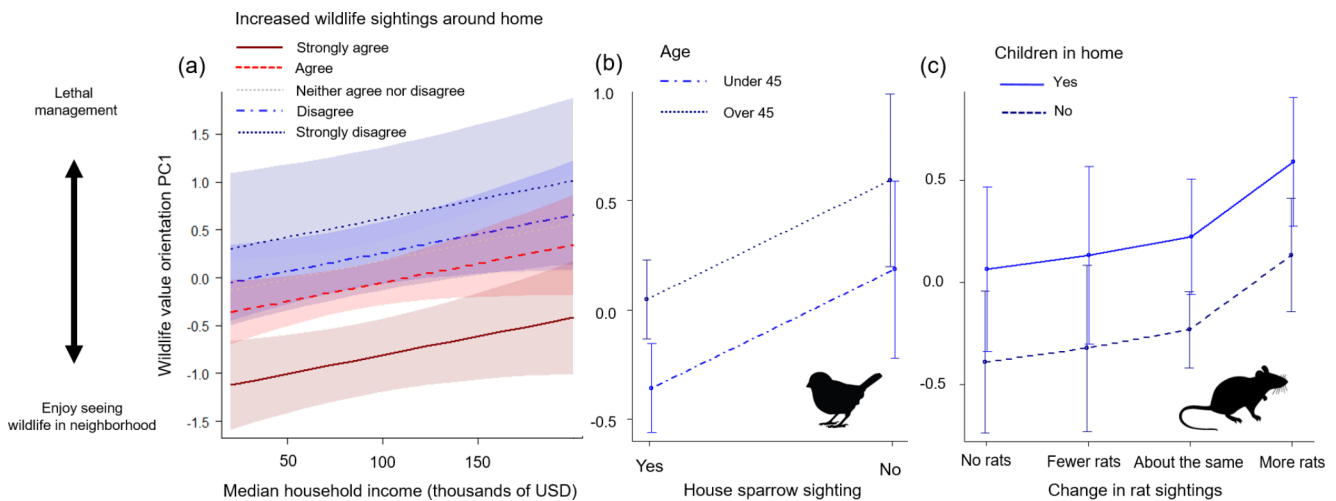 Increased wildlife sightings around home
Strongly agree
Agree
Neither agree nor disagree
Disagree
Strongly disagree
(a)
Lethal
management
Enjoy seeing
wildlife in neighborhood
Wildlife value orientation PC1
1.5
1.0
0.5
0.0
-0.5
-1.0
-1.5
50
100
150
Median household income (thousands of USD)
(b)
Age
Under 45
Over 45
1.0
0.5
0.0
-0.5
Yes
No
House sparrow sighting
(c)
Children in home
Yes
No
0.5
0.0
-0.5
No rats
Fewer rats
About the same
More rats
Change in rat sightings